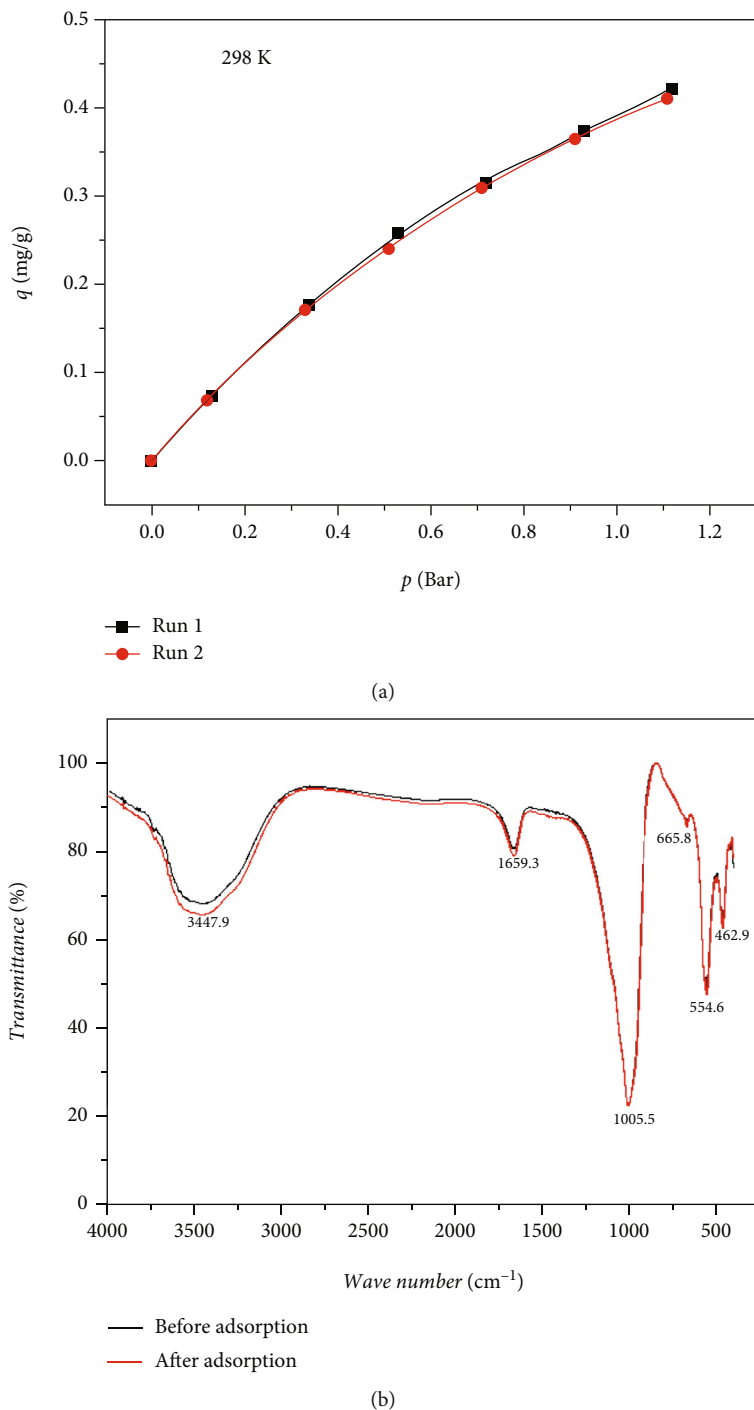 0.5
298 K
0.4
0.3
0.2
0.1
0.0
q (mg/g)
0.0 0.2 0.4 0.6 0.8 1.0 1.2
p (Bar)
Run 1
Run 2
(a)
100
80
60
40
20
0
Transmittance (%)
3447.9
1659.3
1005.5
665.8
554.6
462.9
4000 3500 3000 2500 2000 1500 1000 500
Wave number (cm⁻¹)
Before adsorption
After adsorption
(b)